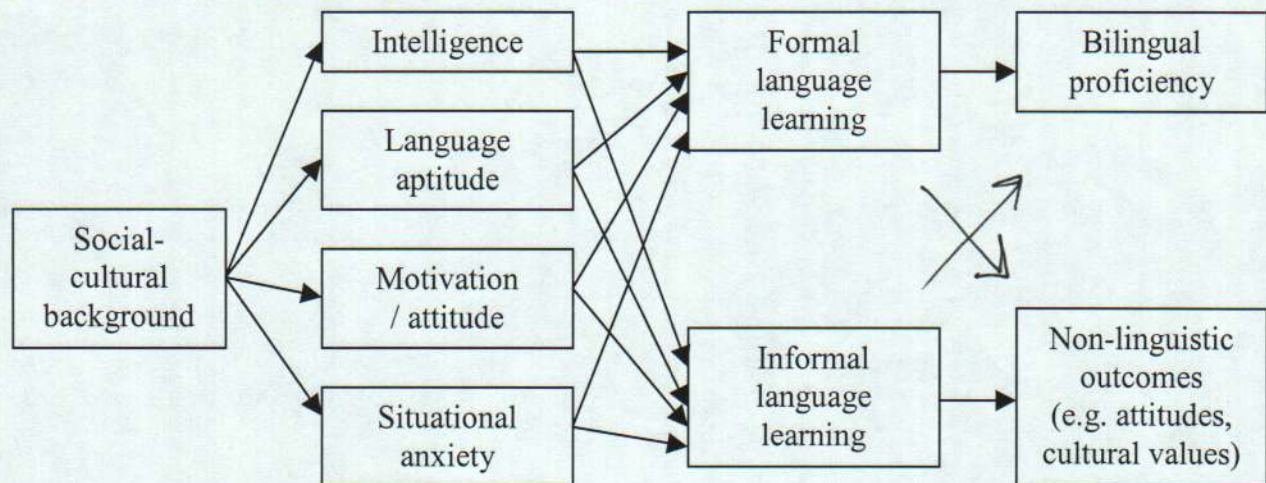 Social-
cultural
background
Intelligence
Language
aptitude
Motivation
/ attitude
Situational
anxiety
Formal
language
learning
Informal
language
learning
Bilingual
proficiency
Non-linguistic
outcomes
(e.g. attitudes,
cultural values)